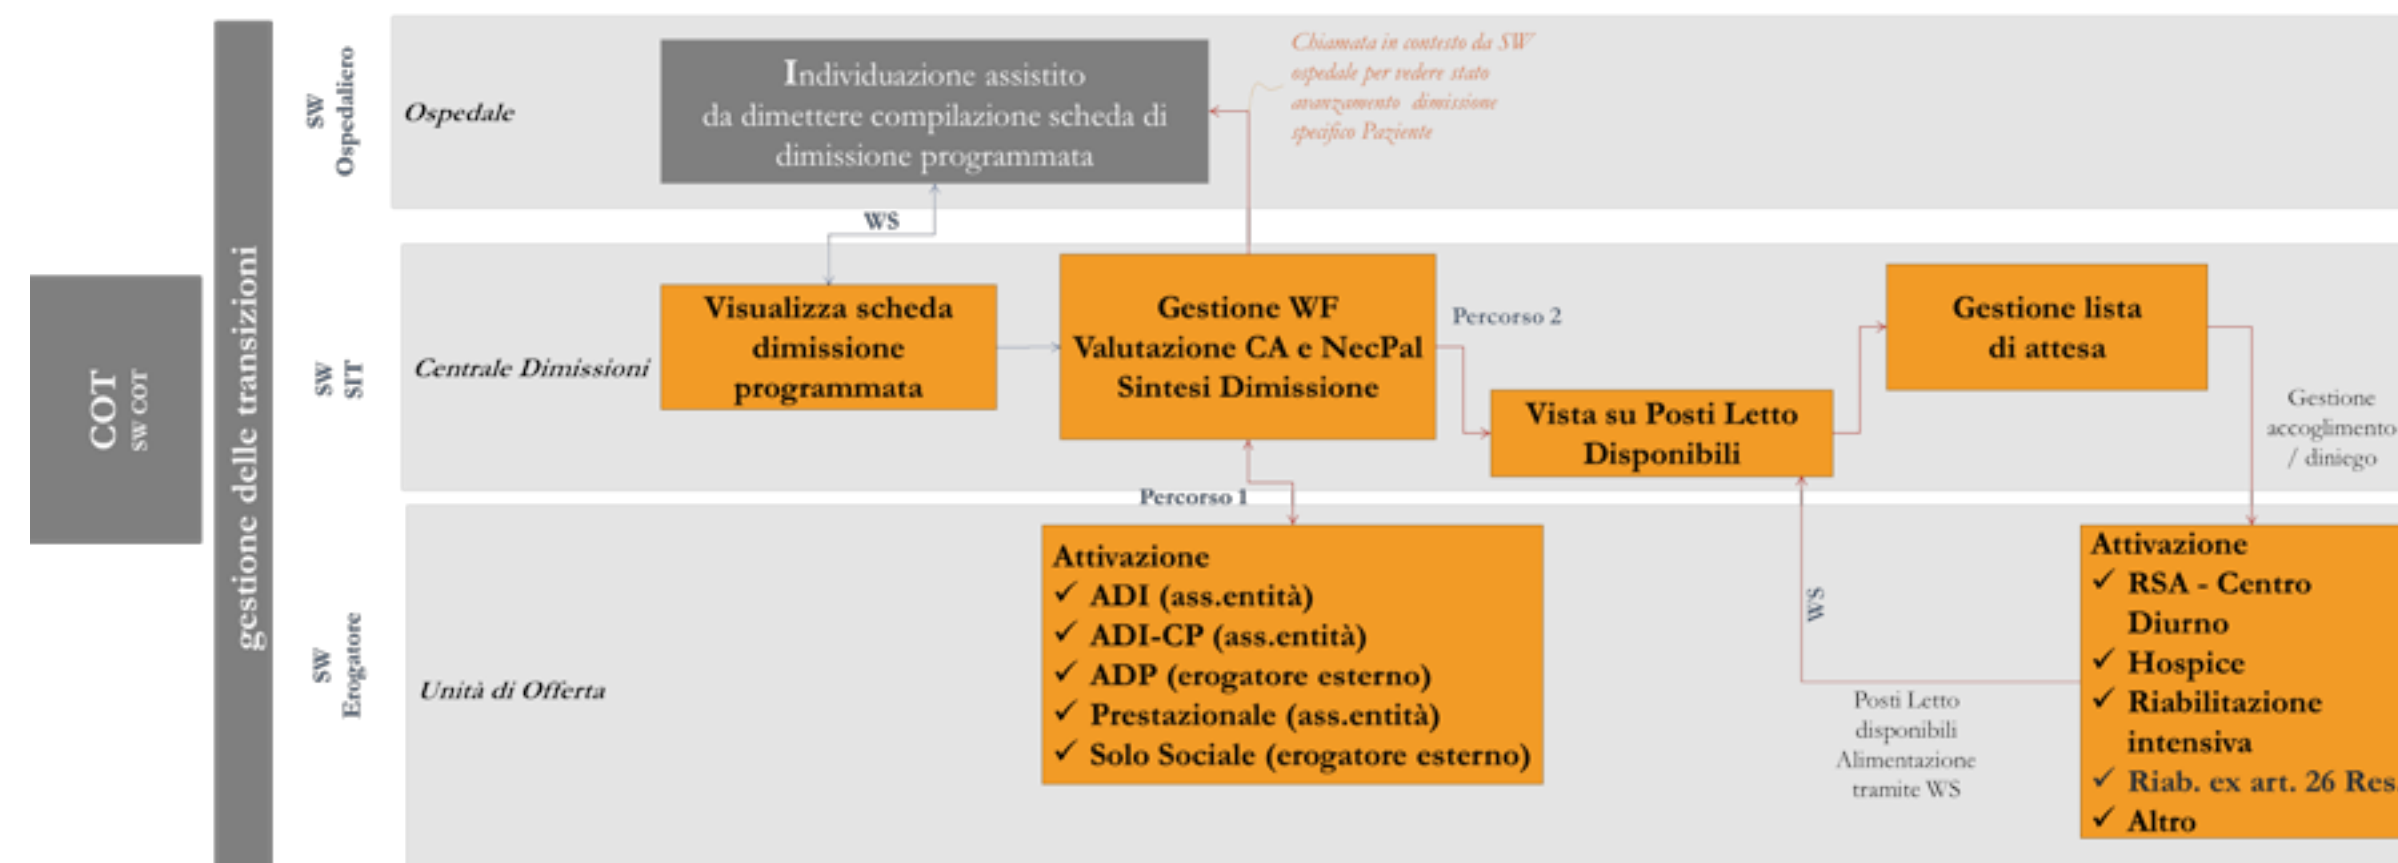 COT
SW COT
gestione delle transizioni
SW
Ospedaliero
Ospedale
Individuazione assistito
da dimettere compilazione scheda di
dimissione programmata
Chiamata in contesto da SW
ospedale per vedere stato
avanzamento dimissione
specifico Paziente
WS
SW
SIT
Centrale Dimissioni
Visualizza scheda
dimissione
programmata
Gestione WF
Valutazione CA e NecPal
Sintesi Dimissione
Percorso 2
Vista su Posti Letto
Disponibili
Gestione lista
di attesa
Gestione
accoglimento
/ diniego
Percorso 1
SW
Erogatore
Unità di Offerta
Attivazione
✓ ADI (ass.entità)
✓ ADI-CP (ass.entità)
✓ ADP (erogatore esterno)
✓ Prestazionale (ass.entità)
✓ Solo Sociale (erogatore esterno)
WS
Posti Letto
disponibili
Alimentazione
tramite WS
Attivazione
✓ RSA - Centro
Diurno
✓ Hospice
✓ Riabilitazione
intensiva
✓ Riab. ex art. 26 Res.
✓ Altro